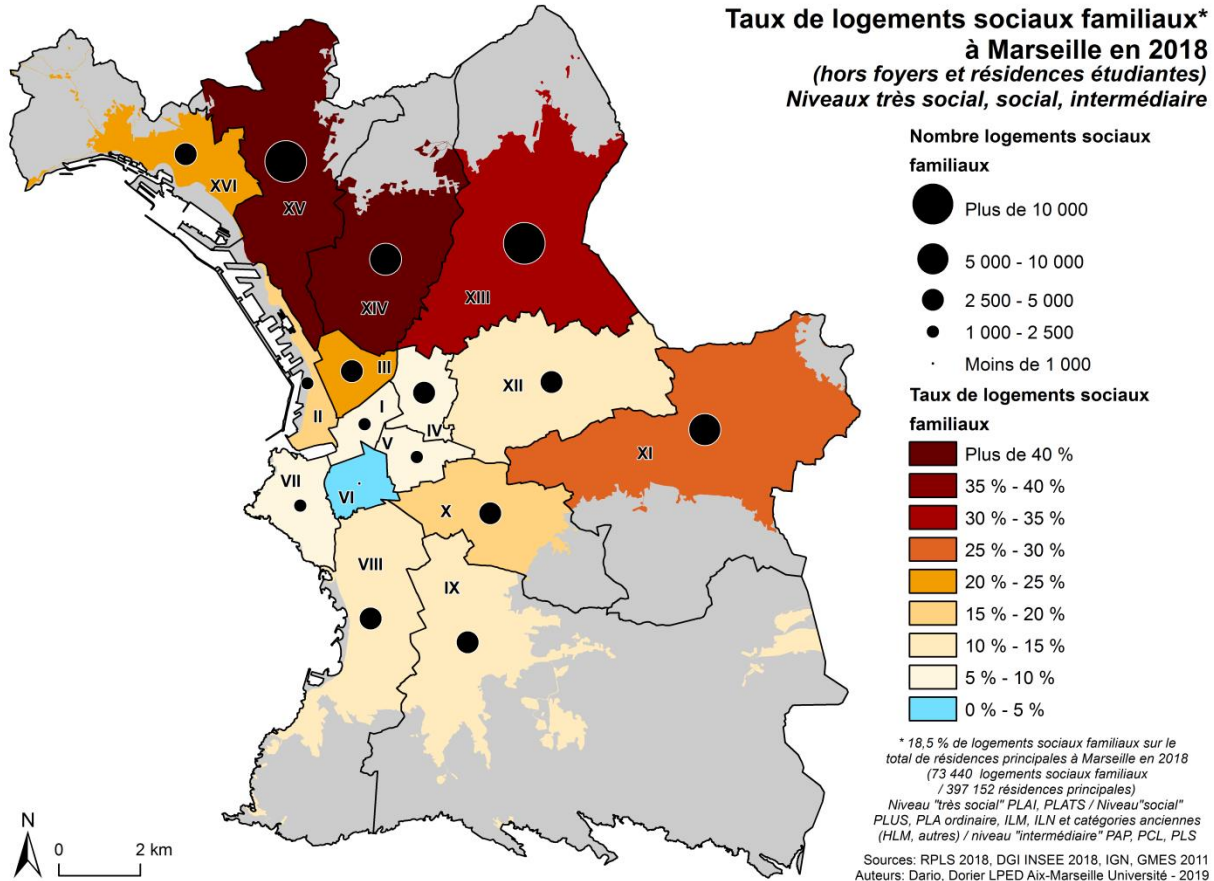 Taux de logements sociaux familiaux*
à Marseille en 2018
(hors foyers et résidences étudiantes)
Niveaux très social, social, intermédiaire
Nombre logements sociaux
familiaux
Plus de 10 000
5 000 - 10 000
2 500 - 5 000
1 000 - 2 500
Moins de 1 000
Taux de logements sociaux
familiaux
Plus de 40 %
35 % - 40 %
30 % - 35 %
25 % - 30 %
20 % - 25 %
15 % - 20 %
10 % - 15 %
5 % - 10 %
0 % - 5 %
* 18,5 % de logements sociaux familiaux sur le
total de résidences principales à Marseille en 2018
(73 440 logements sociaux familiaux
/ 397 152 résidences principales)
Niveau "très social" PLAI, PLATS / Niveau"social"
PLUS, PLA ordinaire, ILM, ILN et catégories anciennes
(HLM, autres) / niveau "intermédiaire" PAP, PCL, PLS
Sources: RPLS 2018, DGI INSEE 2018, IGN, GMES 2011
Auteurs: Dario, Dorier LPED Aix-Marseille Université - 2019
XVI
XV
XIV
XIII
III
XII
II
I
IV
V
XI
VII
VI
X
VIII
IX
N
0 2 km